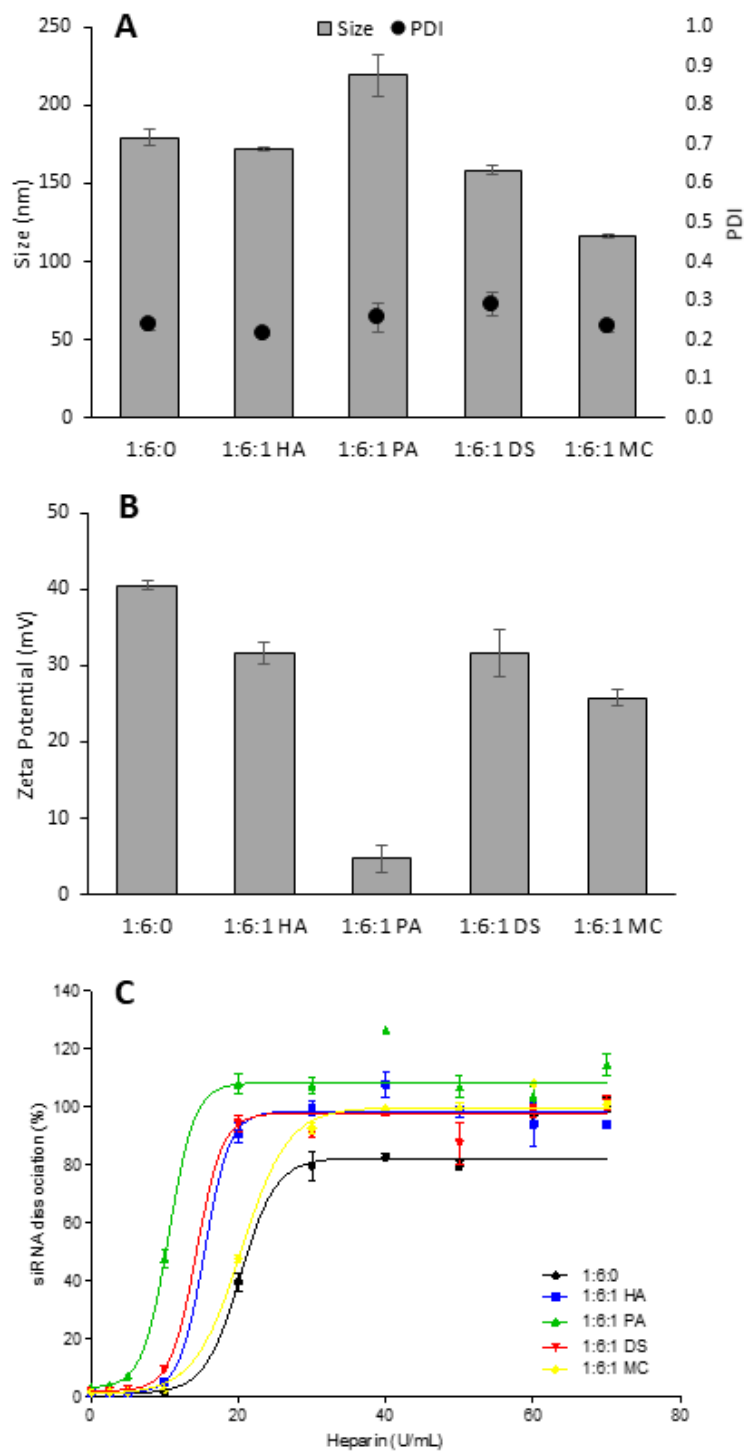 A
Size PDI
250
200
150
100
50
0
Size (nm)
1.0
0.9
0.8
0.7
0.6
0.5
0.4
0.3
0.2
0.1
0.0
PDI
1:6:0 1:6:1 HA 1:6:1 PA 1:6:1 DS 1:6:1 MC
B
50
40
30
20
10
0
Zeta Potential (mV)
1:6:0 1:6:1 HA 1:6:1 PA 1:6:1 DS 1:6:1 MC
C
140
120
100
80
60
40
20
0
siRNA dissociation (%)
1:6:0
1:6:1 HA
1:6:1 PA
1:6:1 DS
1:6:1 MC
0 20 40 60 80
Heparin (U/mL)